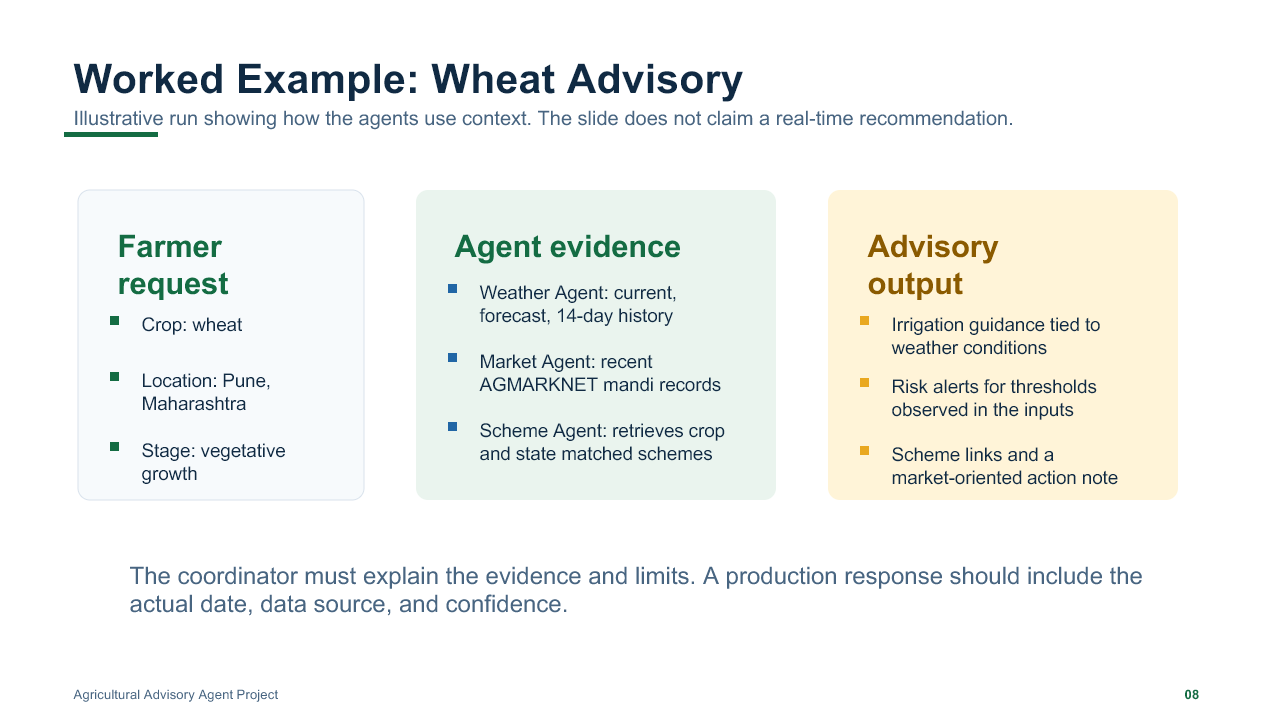 Worked Example: Wheat Advisory
Illustrative run showing how the agents use context. The slide does not claim a real-time recommendation.
Farmer
request
Crop: wheat
Location: Pune,
Maharashtra
Stage: vegetative
growth
Agent evidence
Weather Agent: current,
forecast, 14-day history
Market Agent: recent
AGMARKNET mandi records
Scheme Agent: retrieves crop
and state matched schemes
Advisory
output
Irrigation guidance tied to
weather conditions
Risk alerts for thresholds
observed in the inputs
Scheme links and a
market-oriented action note
The coordinator must explain the evidence and limits. A production response should include the
actual date, data source, and confidence.
Agricultural Advisory Agent Project
08